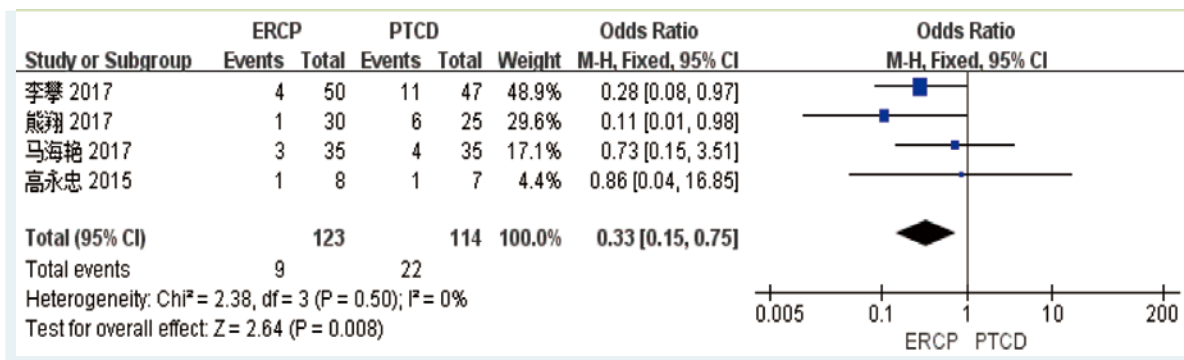 ERCP PTCD Odds Ratio Odds Ratio
Study or Subgroup Events Total Events Total Weight M-H, Fixed, 95% CI M-H, Fixed, 95% CI
李攀 2017 4 50 11 47 48.9% 0.28 [0.08, 0.97]
熊翔 2017 1 30 6 25 29.6% 0.11 [0.01, 0.98]
马海艳 2017 3 35 4 35 17.1% 0.73 [0.15, 3.51]
高永忠 2015 1 8 1 7 4.4% 0.86 [0.04, 16.85]
Total (95% CI) 123 114 100.0% 0.33 [0.15, 0.75]
Total events 9 22
Heterogeneity: Chi² = 2.38, df = 3 (P = 0.50); I² = 0%
Test for overall effect: Z = 2.64 (P = 0.008)
0.005 0.1 1 10 200
ERCP PTCD